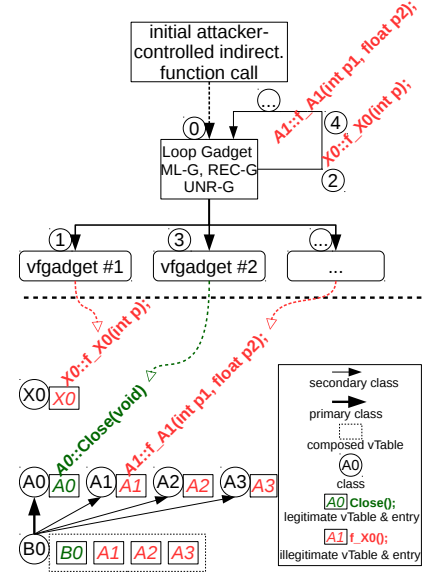 initial attacker-
controlled indirect.
function call
A1::f_A1(int p1, float p2);
X0::f_X0(int p);
...
0
4
Loop Gadget
ML-G, REC-G
UNR-G
2
1
3
...
vfgadget #1
vfgadget #2
...
X0::f_X0(int p);
A0::Close(void)
A1::f_A1(int p1, float p2);
X0
X0
A0
A0
A1
A1
A2
A2
A3
A3
B0
B0
A1
A2
A3
secondary class
primary class
composed vTable
A0
class
A0 Close();
legitimate vTable & entry
A1 f_X0();
illegitimate vTable & entry